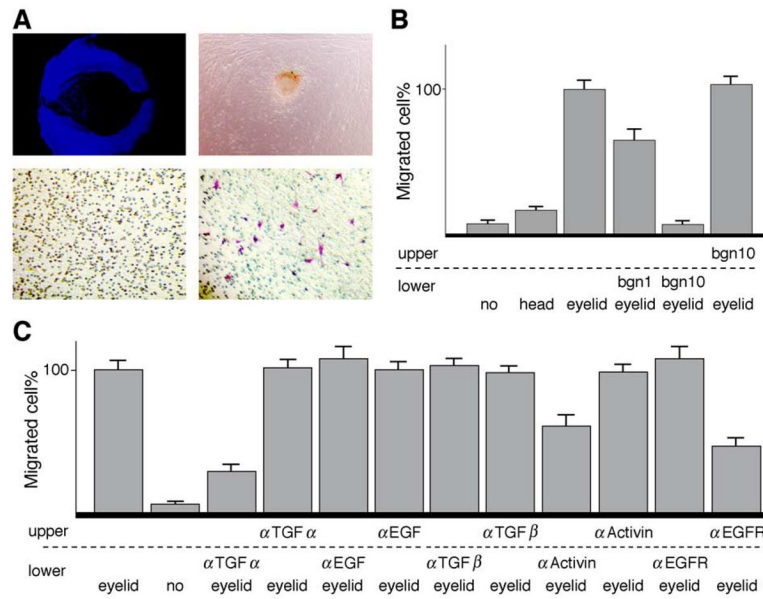 A
B
Migrated cell%
100
upper
bgn10
lower
bgn1 bgn10
no head eyelid eyelid eyelid eyelid
C
Migrated cell%
100
upper
αTGFα αEGF αTGFβ αActivin αEGFR
lower
αTGFα αEGF αTGFβ αActivin αEGFR
eyelid no eyelid eyelid eyelid eyelid eyelid eyelid eyelid eyelid eyelid eyelid